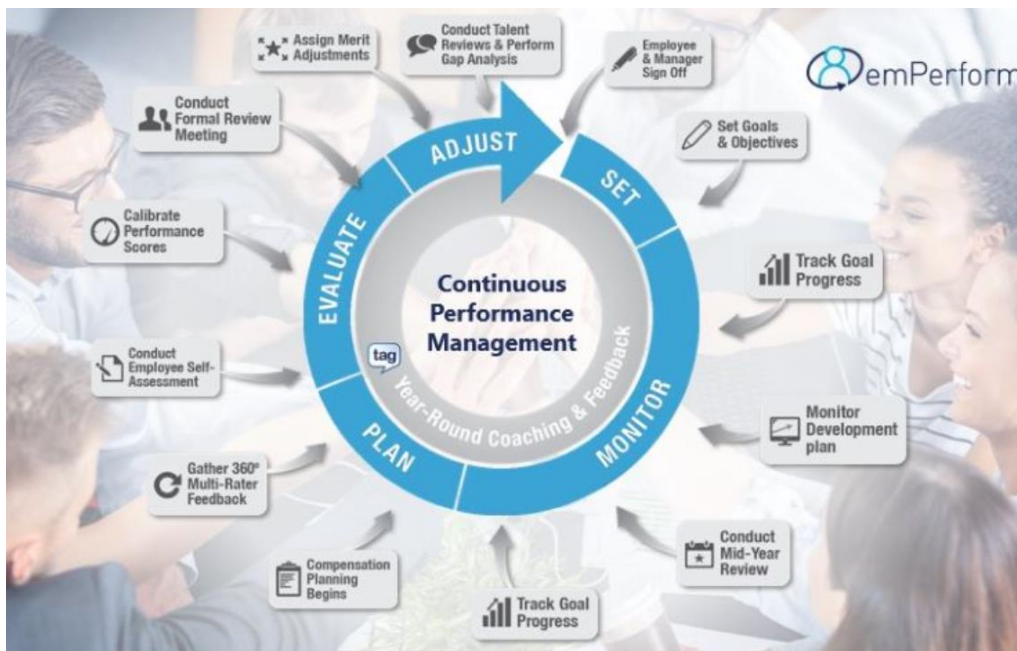 Assign Merit
Adjustments
Conduct Talent
Reviews & Perform
Gap Analysis
Employee
& Manager
Sign Off
emPerform
Conduct
Formal Review
Meeting
Set Goals
& Objectives
ADJUST
SET
Calibrate
Performance
Scores
EVALUATE
Continuous
Performance
Management
Track Goal
Progress
tag
Year-Round Coaching & Feedback
Conduct
Employee Self-
Assessment
PLAN
MONITOR
Monitor
Development
plan
Gather 360°
Multi-Rater
Feedback
Conduct
Mid-Year
Review
Compensation
Planning
Begins
Track Goal
Progress